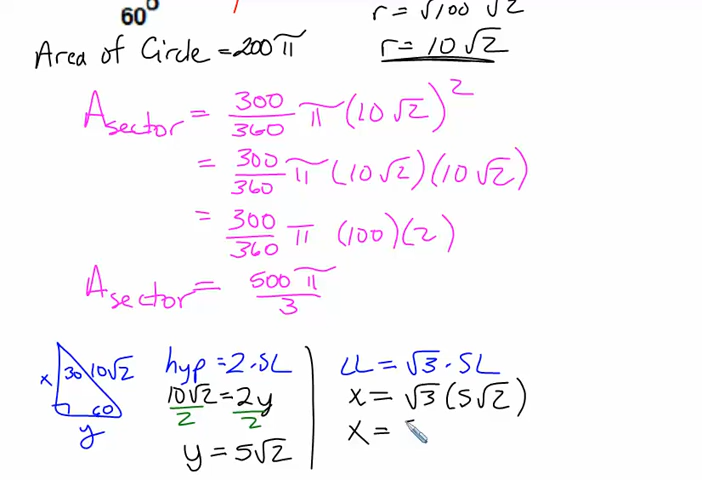 60°
r = √100 √2
Area of Circle = 200π
r = 10√2
A sector = 300/360 π (10√2)²
= 300/360 π (10√2)(10√2)
= 300/360 π (100)(2)
A sector = 500π/3
x 30 10√2
60
y
hyp = 2·SL
10√2/2 = 2y/2
y = 5√2
LL = √3·SL
x = √3 (5√2)
x =